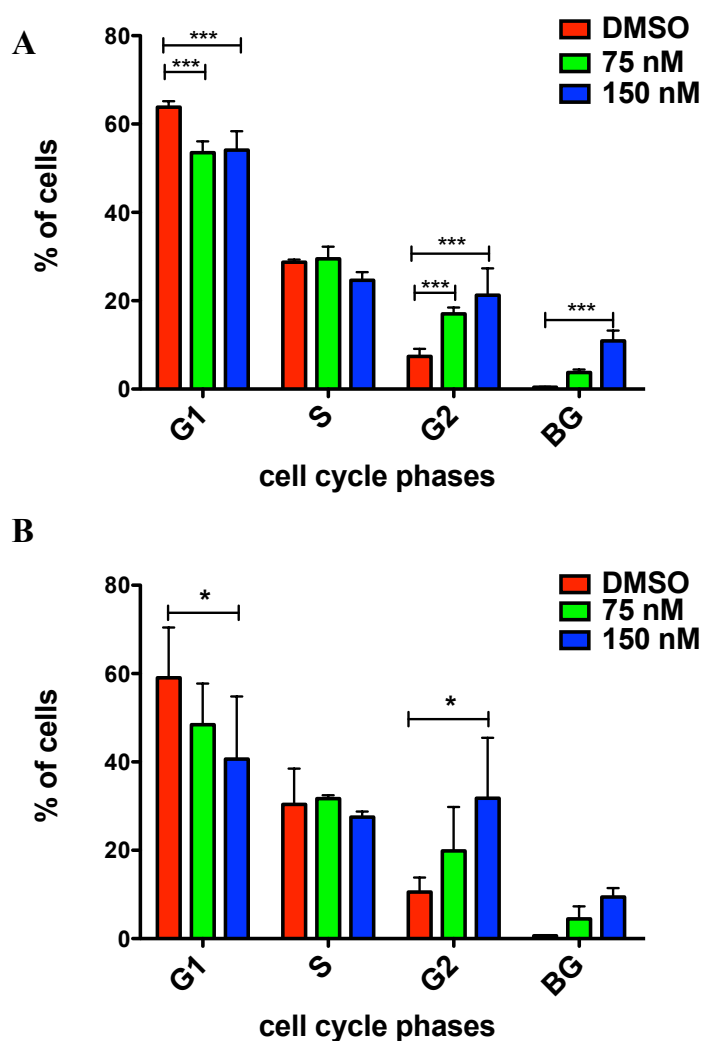 A
DMSO
75 nM
150 nM
% of cells
80
60
40
20
0
***
***
***
***
***
G1
S
G2
BG
cell cycle phases
B
DMSO
75 nM
150 nM
% of cells
80
60
40
20
0
*
*
G1
S
G2
BG
cell cycle phases